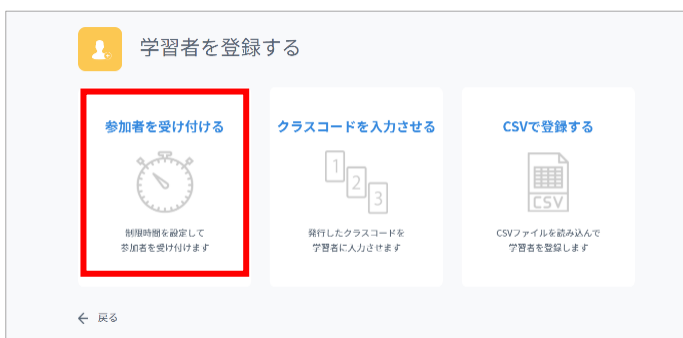 学習者を登録する
参加者を受け付ける
制限時間を設定して
参加者を受け付けます
クラスコードを入力させる
1
2
3
発行したクラスコードを
学習者に入力させます
CSVで登録する
CSV
CSVファイルを読み込んで
学習者を登録します
← 戻る